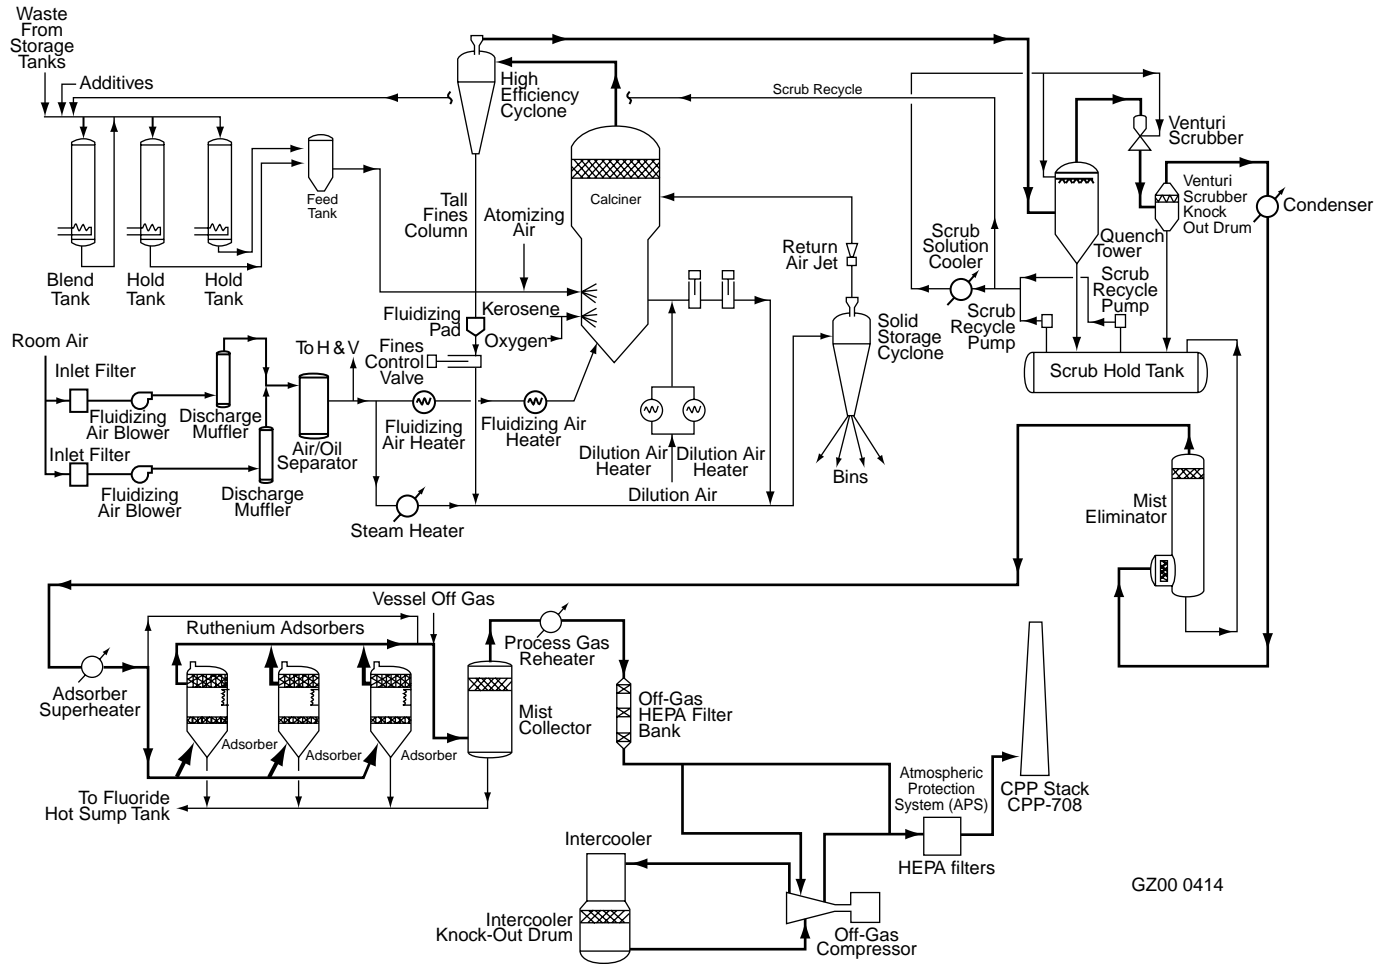 Waste
From
Storage
Tanks
Additives
High
Efficiency
Cyclone
Scrub Recycle
Venturi
Scrubber
Feed
Tank
Tall
Fines
Column
Atomizing
Air
Calciner
Venturi
Scrubber
Knock
Out Drum
Condenser
Quench
Tower
Scrub
Solution
Cooler
Return
Air Jet
Blend
Tank
Hold
Tank
Hold
Tank
Scrub
Recycle
Pump
Scrub
Recycle
Pump
Fluidizing
Pad
Kerosene
Oxygen
Solid
Storage
Cyclone
Scrub Hold Tank
Room Air
To H & V
Fines
Control
Valve
Inlet Filter
Fluidizing
Air Blower
Discharge
Muffler
Air/Oil
Separator
Fluidizing
Air Heater
Fluidizing Air
Heater
Inlet Filter
Fluidizing
Air Blower
Discharge
Muffler
Steam Heater
Dilution Air
Heater
Dilution Air
Heater
Dilution Air
Bins
Mist
Eliminator
Vessel Off Gas
Ruthenium Adsorbers
Process Gas
Reheater
Adsorber
Superheater
Adsorber
Adsorber
Adsorber
Mist
Collector
Off-Gas
HEPA Filter
Bank
To Fluoride
Hot Sump Tank
Atmospheric
Protection
System (APS)
CPP Stack
CPP-708
HEPA filters
Intercooler
Intercooler
Knock-Out Drum
Off-Gas
Compressor
GZ00 0414